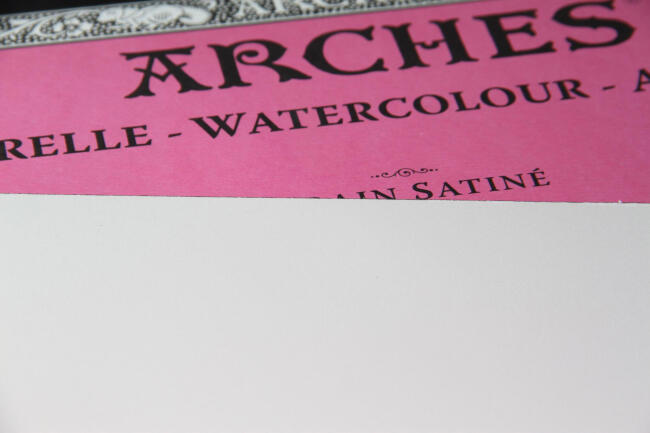 ARCHES
RELLE - WATERCOLOUR - A
AIN SATINÉ